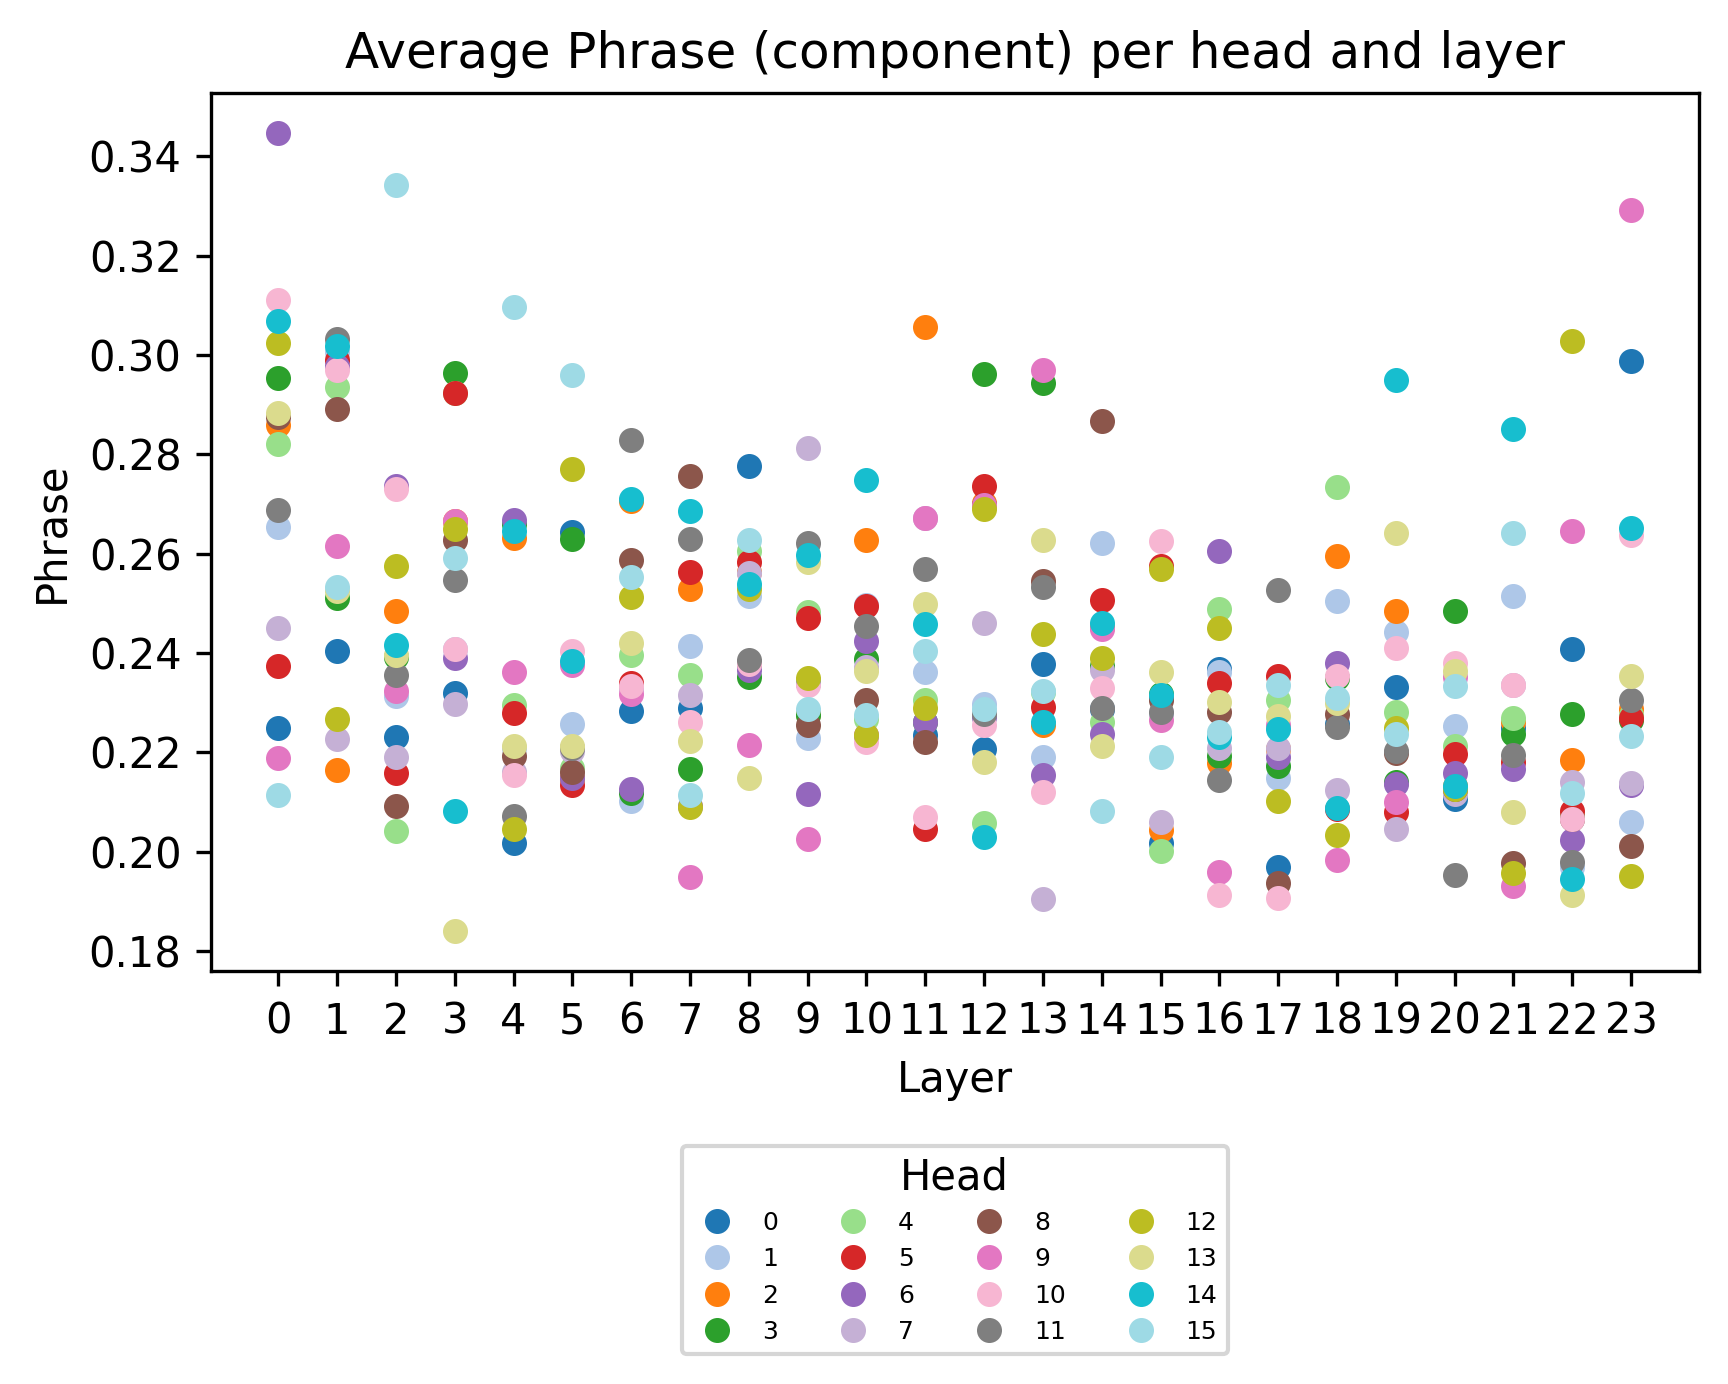 Average Phrase (component) per head and layer
Phrase
0.34
0.32
0.30
0.28
0.26
0.24
0.22
0.20
0.18
0 1 2 3 4 5 6 7 8 9 10 11 12 13 14 15 16 17 18 19 20 21 22 23
Layer
Head
0 4 8 12
1 5 9 13
2 6 10 14
3 7 11 15